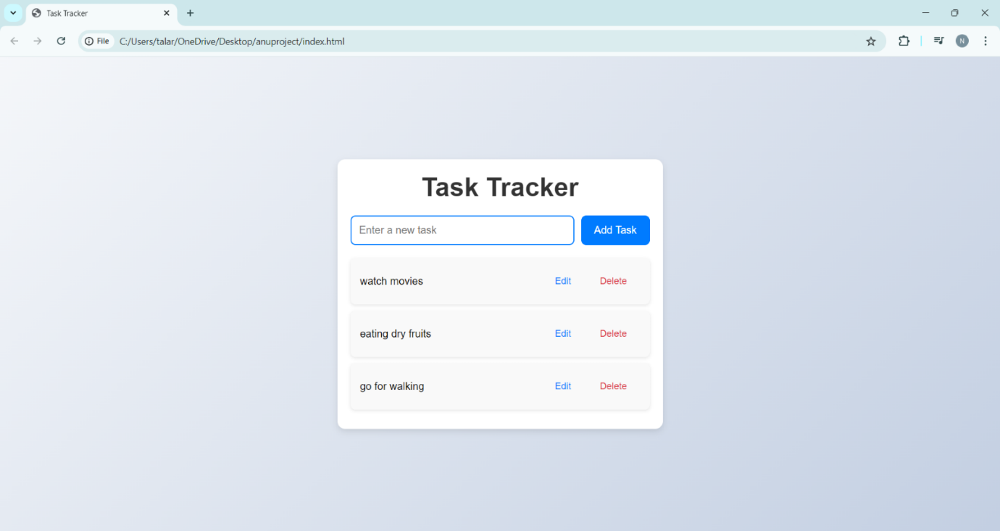 Task Tracker
File C:/Users/talar/OneDrive/Desktop/anuproject/index.html
N
Task Tracker
Enter a new task Add Task
watch movies Edit Delete
eating dry fruits Edit Delete
go for walking Edit Delete